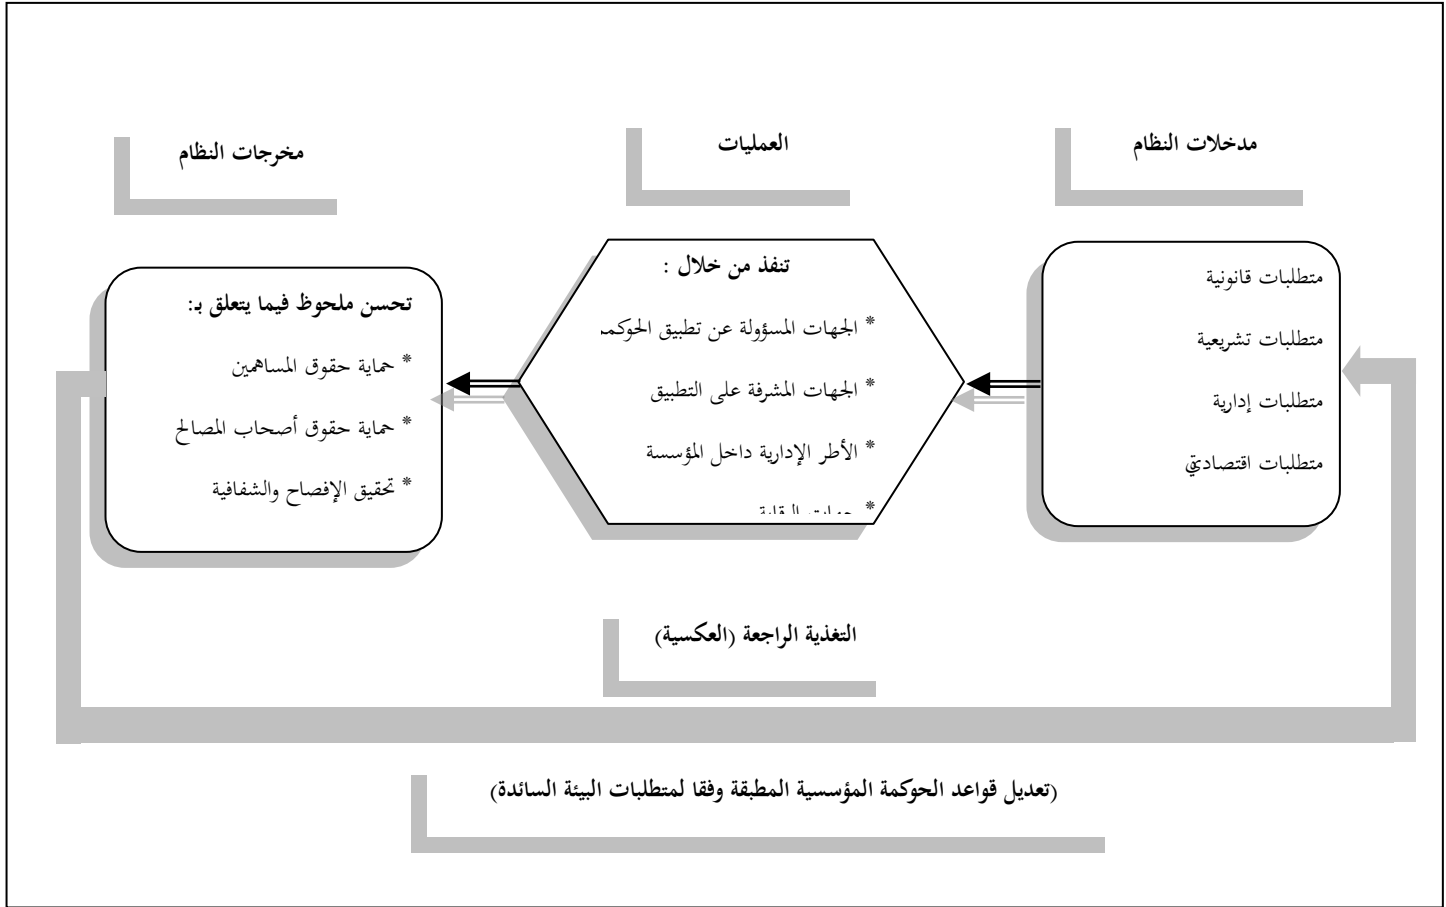 مدخلات النظام
العمليات
مخرجات النظام
متطلبات قانونية
متطلبات تشريعية
متطلبات إدارية
متطلبات اقتصادية
تنفذ من خلال :
* الجهات المسؤولة عن تطبيق الحوكمة
* الجهات المشرفة على التطبيق
* الأطر الإدارية داخل المؤسسة
* جهات الرقابة
تحسن ملحوظ فيما يتعلق بـ:
* حماية حقوق المساهمين
* حماية حقوق أصحاب المصالح
* تحقيق الإفصاح والشفافية
التغذية الراجعة (العكسية)
(تعديل قواعد الحوكمة المؤسسية المطبقة وفقا لمتطلبات البيئة السائدة)